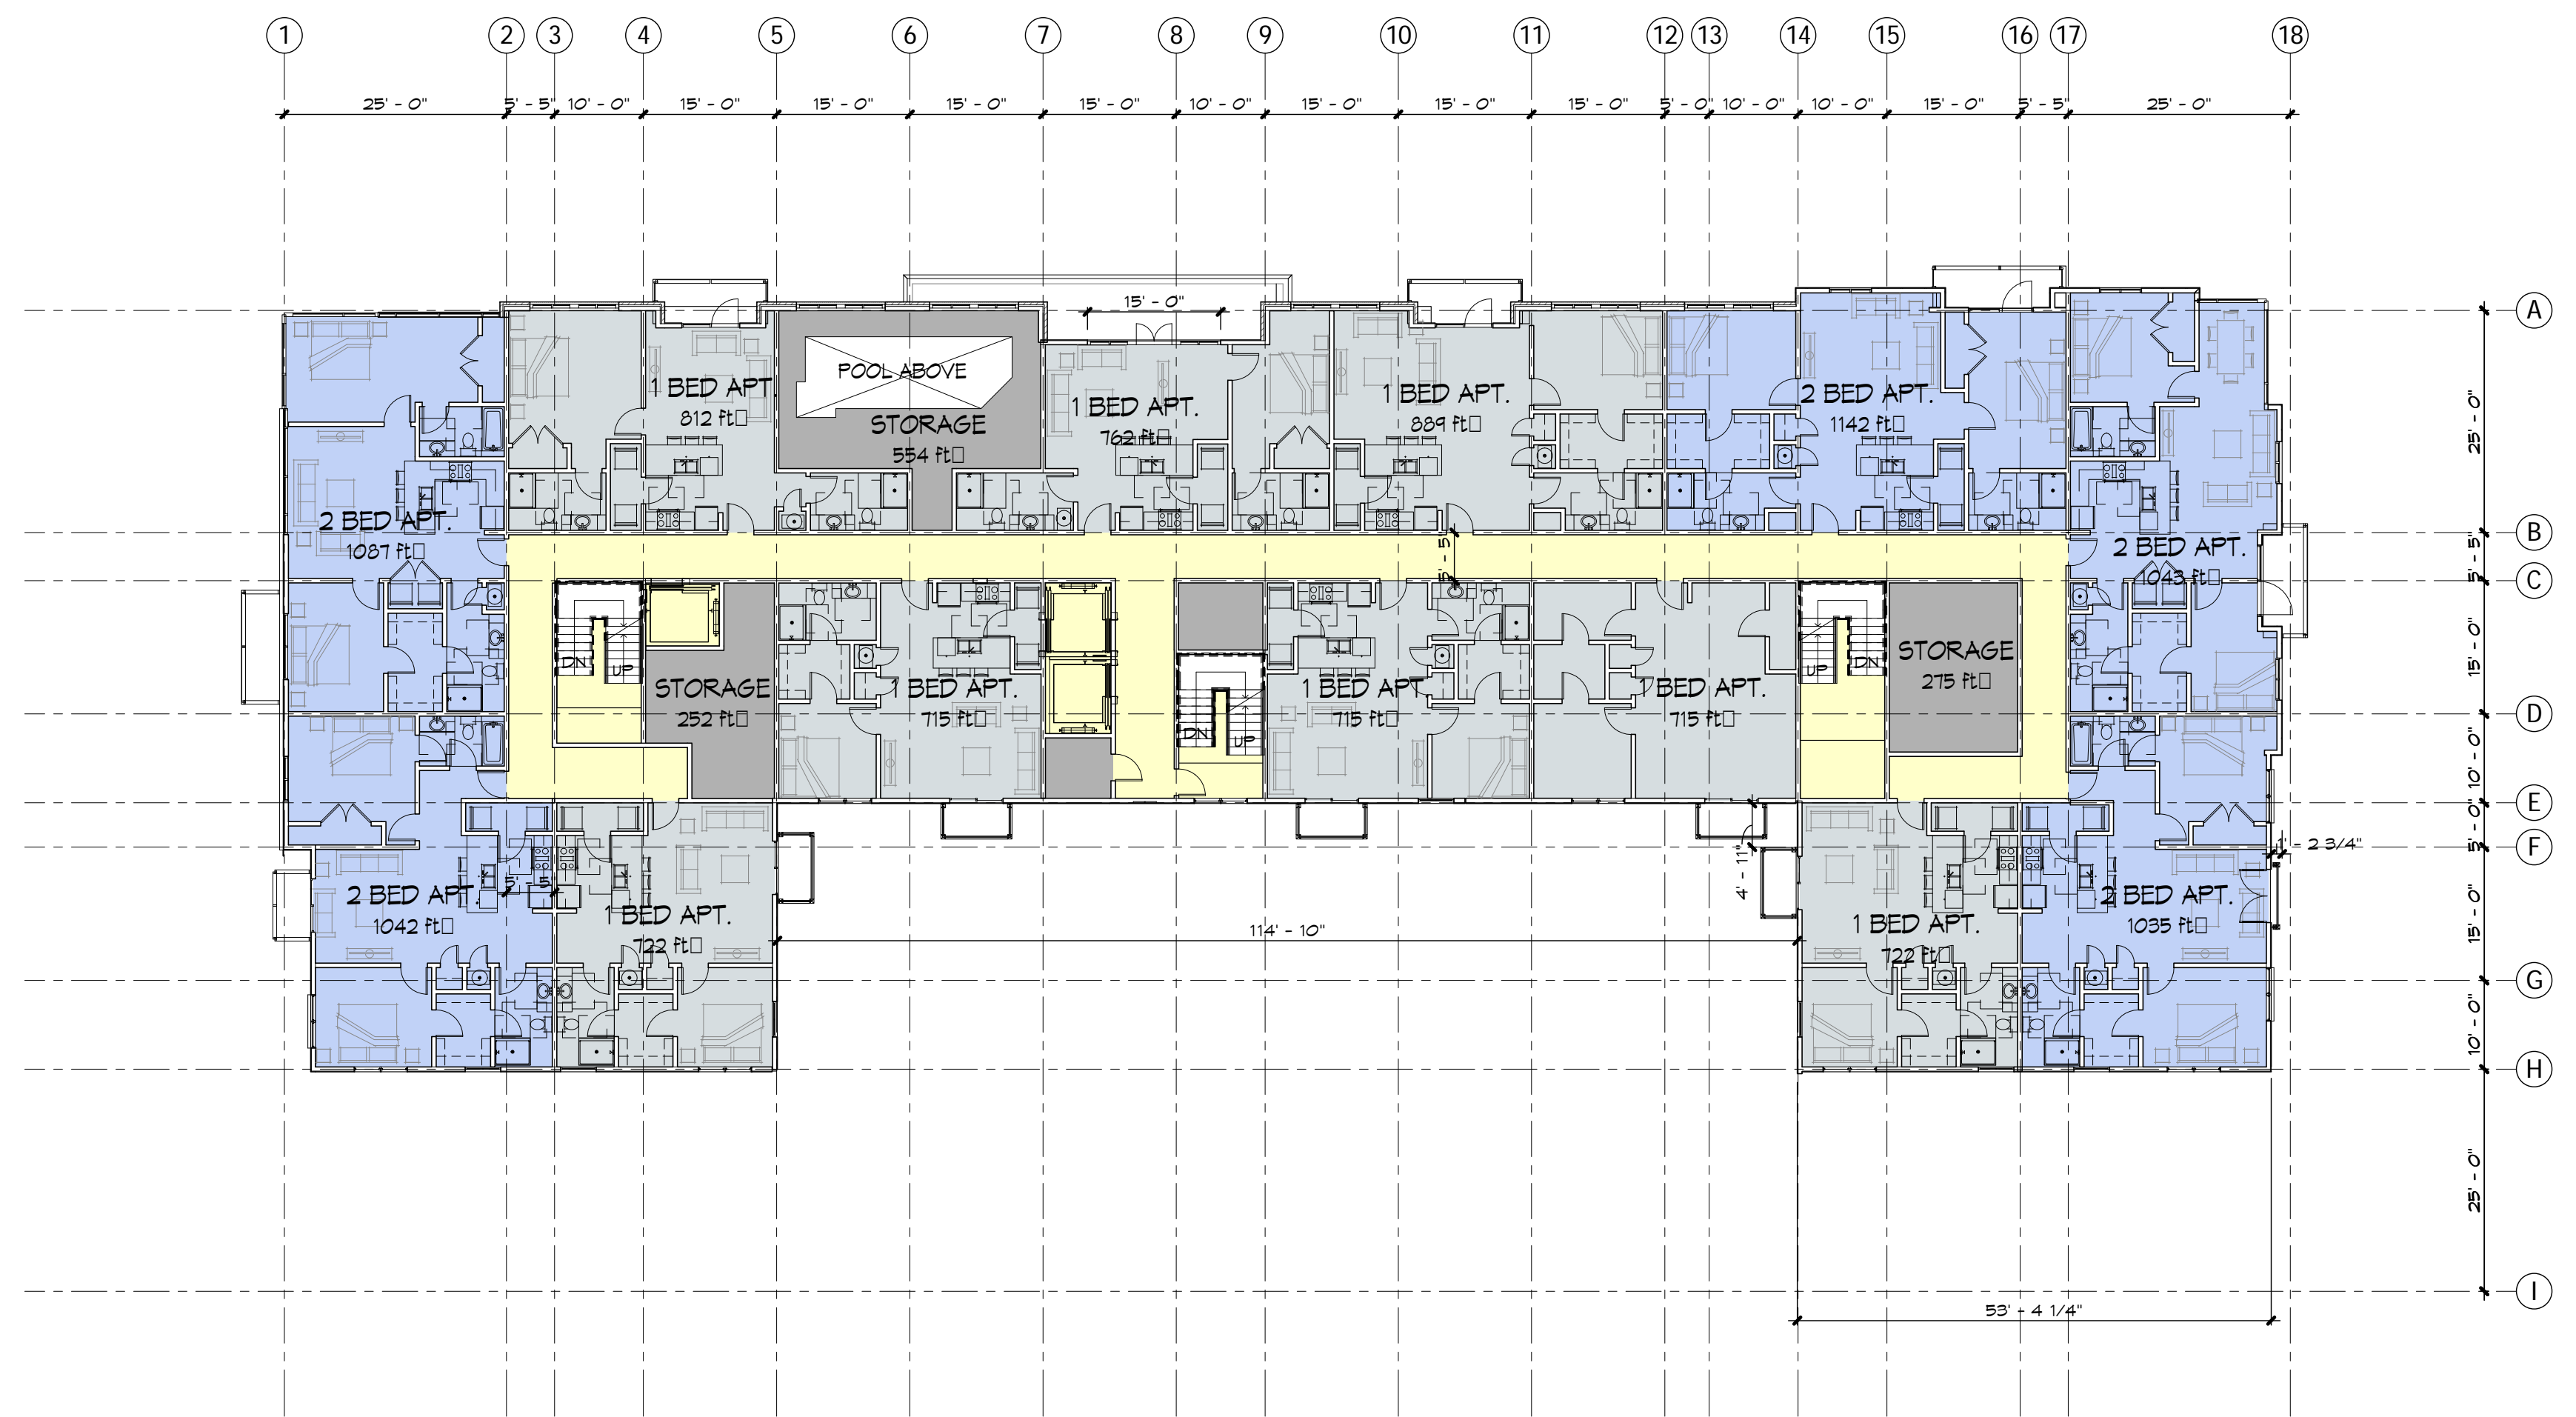 1 2 3 4 5 6 7 8 9 10 11 12 13 14 15 16 17 18
25' - 0" 5' - 5" 10' - 0" 15' - 0" 15' - 0" 15' - 0" 15' - 0" 10' - 0" 15' - 0" 15' - 0" 15' - 0" 5' - 0" 10' - 0" 10' - 0" 15' - 0" 5' - 5" 25' - 0"
15' - 0"
A
B
C
D
E
F
G
H
I
25' - 0"
5' - 5"
15' - 0"
10' - 0"
5' - 0"
15' - 0"
10' - 0"
25' - 0"
2 BED APT.
1087 ft□
1 BED APT.
812 ft□
POOL ABOVE
STORAGE
554 ft□
1 BED APT.
762 ft□
1 BED APT.
889 ft□
2 BED APT.
1142 ft□
2 BED APT.
1043 ft□
5' - 5"
DN
UP
STORAGE
252 ft□
1 BED APT.
715 ft□
DN
UP
1 BED APT
715 ft□
1 BED APT.
715 ft□
UP
DN
STORAGE
275 ft□
2 BED APT.
1042 ft□
5' - 5"
1 BED APT.
722 ft□
114' - 10"
4' - 11"
1 BED APT.
722 ft□
2 BED APT.
1035 ft□
1' - 2 3/4"
53' - 4 1/4"